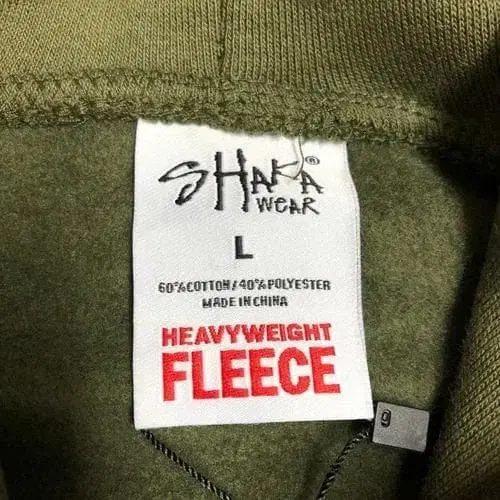 SHAKA®
WEAR
L
60%COTTON/40%POLYESTER
MADE IN CHINA
HEAVYWEIGHT
FLEECE